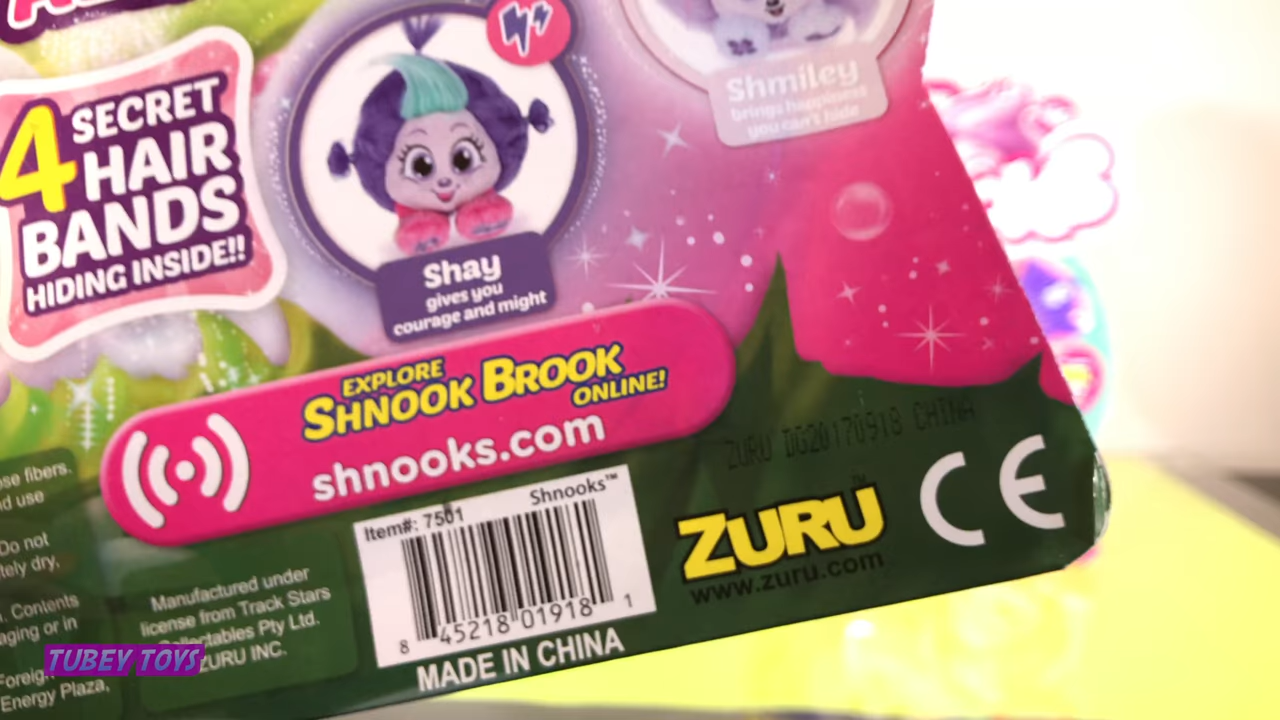 4 SECRET
HAIR
BANDS
HIDING INSIDE!!
Shmiley
brings happiness
you can't hide
Shay
gives you
courage and might
EXPLORE
SHNOOK BROOK
ONLINE!
shnooks.com
Item#: 7501 Shnooks™
8 45218 01918 1
MADE IN CHINA
ZURU DG20170918 CHINA
ZURU™
www.zuru.com
CE
fibers.
nd use
Do not
tely dry,
Contents
aging or in
Energy Plaza,
Manufactured under
license from Track Stars
Collectables Pty Ltd.
ZURU INC.
TUBEY TOYS